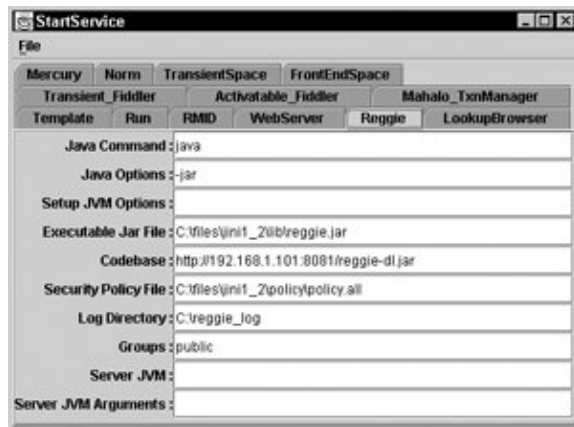 StartService
File
Mercury Norm TransientSpace FrontEndSpace
Transient_Fiddler Activatable_Fiddler Mahalo_TxnManager
Template Run RMID WebServer Reggie LookupBrowser
Java Command : java
Java Options : -jar
Setup JVM Options :
Executable Jar File : C:\files\jini1_2\lib\reggie.jar
Codebase : http://192.168.1.101:8081/reggie-dl.jar
Security Policy File : C:\files\jini1_2\policy\policy.all
Log Directory : C:\reggie_log
Groups : public
Server JVM :
Server JVM Arguments :